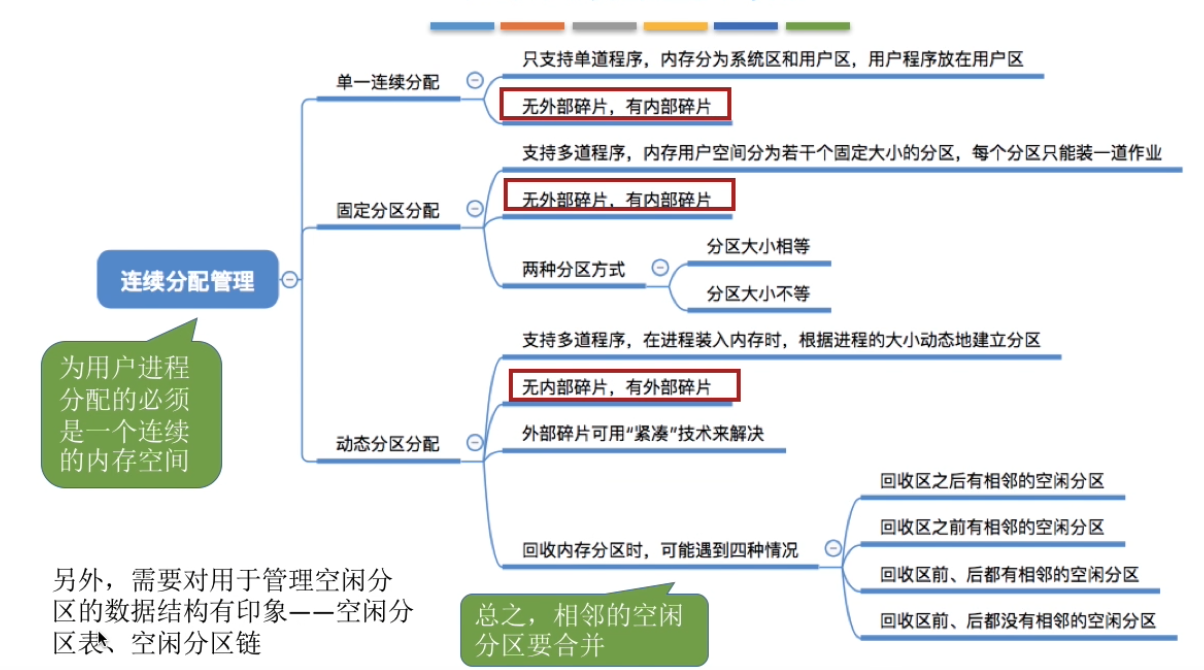 单一连续分配
只支持单道程序，内存分为系统区和用户区，用户程序放在用户区
无外部碎片，有内部碎片
固定分区分配
支持多道程序，内存用户空间分为若干个固定大小的分区，每个分区只能装一道作业
无外部碎片，有内部碎片
两种分区方式
分区大小相等
分区大小不等
连续分配管理
为用户进程
分配的必须
是一个连续
的内存空间
动态分区分配
支持多道程序，在进程装入内存时，根据进程的大小动态地建立分区
无内部碎片，有外部碎片
外部碎片可用“紧凑”技术来解决
回收内存分区时，可能遇到四种情况
回收区之后有相邻的空闲分区
回收区之前有相邻的空闲分区
回收区前、后都有相邻的空闲分区
回收区前、后都没有相邻的空闲分区
总之，相邻的空闲
分区要合并
另外，需要对用于管理空闲分
区的数据结构有印象——空闲分
区表、空闲分区链